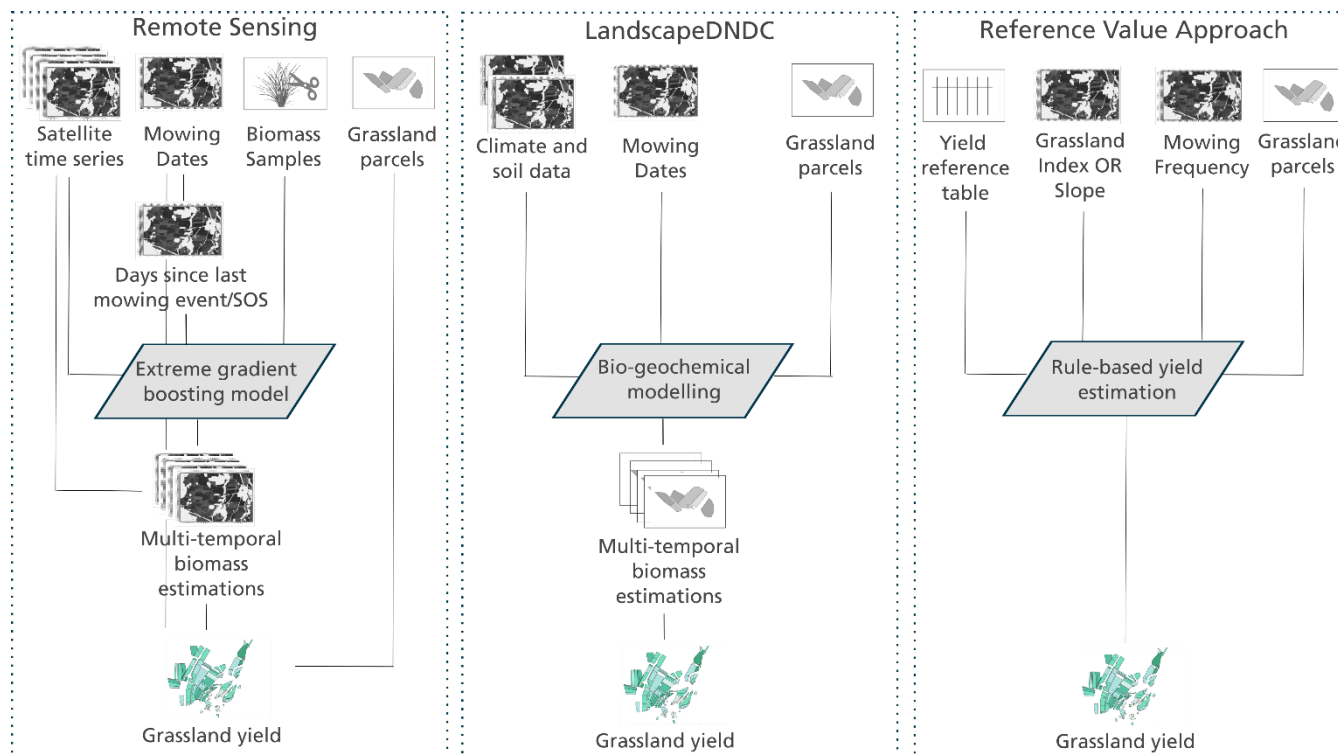 Remote Sensing
Satellite
time series
Mowing
Dates
Biomass
Samples
Grassland
parcels
Days since last
mowing event/SOS
Extreme gradient
boosting model
Multi-temporal
biomass
estimations
Grassland yield
LandscapeDNDC
Climate and
soil data
Mowing
Dates
Grassland
parcels
Bio-geochemical
modelling
Multi-temporal
biomass
estimations
Grassland yield
Reference Value Approach
Yield
reference
table
Grassland
Index OR
Slope
Mowing
Frequency
Grassland
parcels
Rule-based yield
estimation
Grassland yield